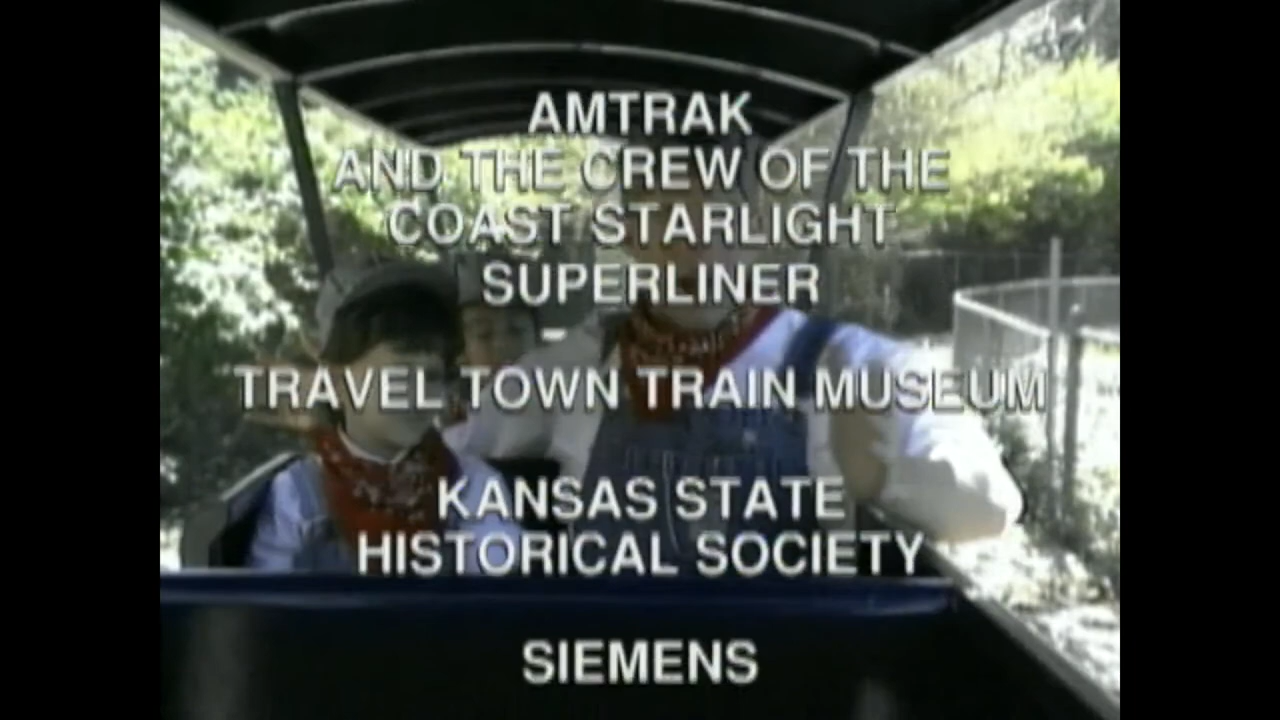 AMTRAK
AND THE CREW OF THE
COAST STARLIGHT
SUPERLINER
TRAVEL TOWN TRAIN MUSEUM
KANSAS STATE
HISTORICAL SOCIETY
SIEMENS